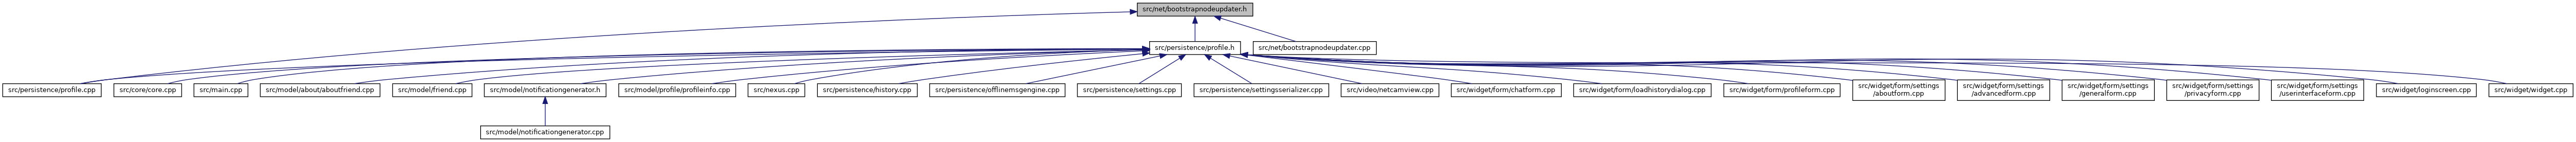 src/net/bootstrapnodeupdater.h
src/persistence/profile.h
src/net/bootstrapnodeupdater.cpp
src/persistence/profile.cpp
src/core/core.cpp
src/main.cpp
src/model/about/aboutfriend.cpp
src/model/friend.cpp
src/model/notificationgenerator.h
src/model/profile/profileinfo.cpp
src/nexus.cpp
src/persistence/history.cpp
src/persistence/offlinemsgengine.cpp
src/persistence/settings.cpp
src/persistence/settingsserializer.cpp
src/video/netcamview.cpp
src/widget/form/chatform.cpp
src/widget/form/loadhistorydialog.cpp
src/widget/form/profileform.cpp
src/widget/form/settings
/aboutform.cpp
src/widget/form/settings
/advancedform.cpp
src/widget/form/settings
/generalform.cpp
src/widget/form/settings
/privacyform.cpp
src/widget/form/settings
/userinterfaceform.cpp
src/widget/loginscreen.cpp
src/widget/widget.cpp
src/model/notificationgenerator.cpp